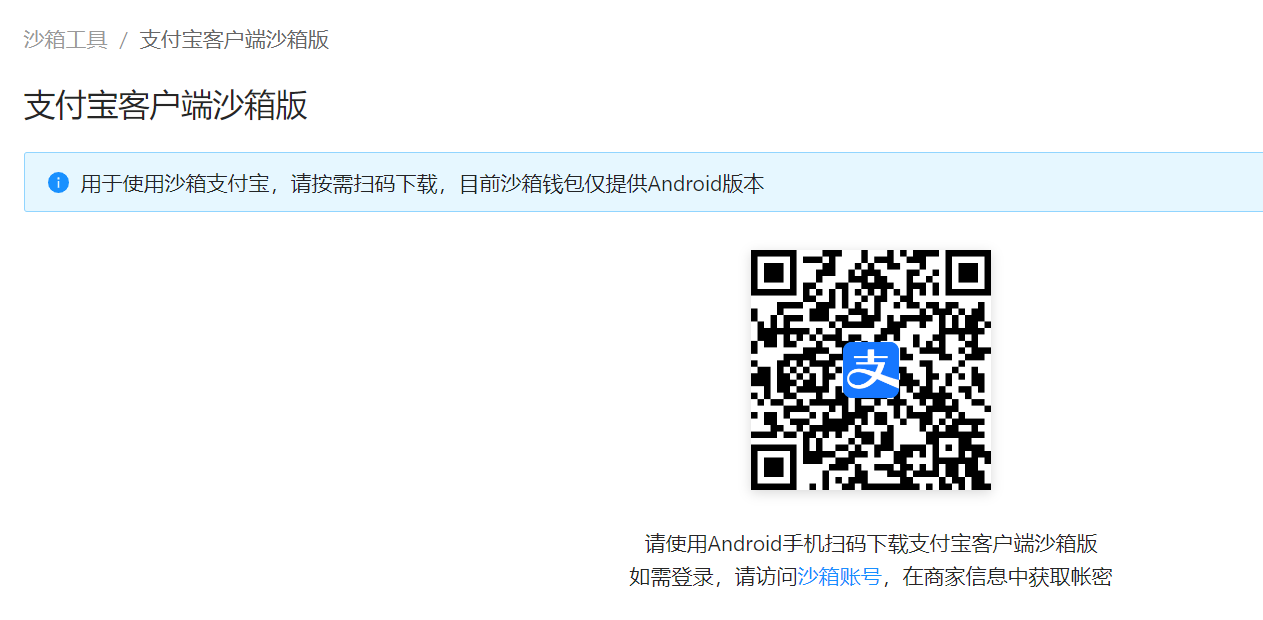 沙箱工具 / 支付宝客户端沙箱版
支付宝客户端沙箱版
用于使用沙箱支付宝，请按需扫码下载，目前沙箱钱包仅提供Android版本
支
请使用Android手机扫码下载支付宝客户端沙箱版
如需登录，请访问沙箱账号，在商家信息中获取帐密